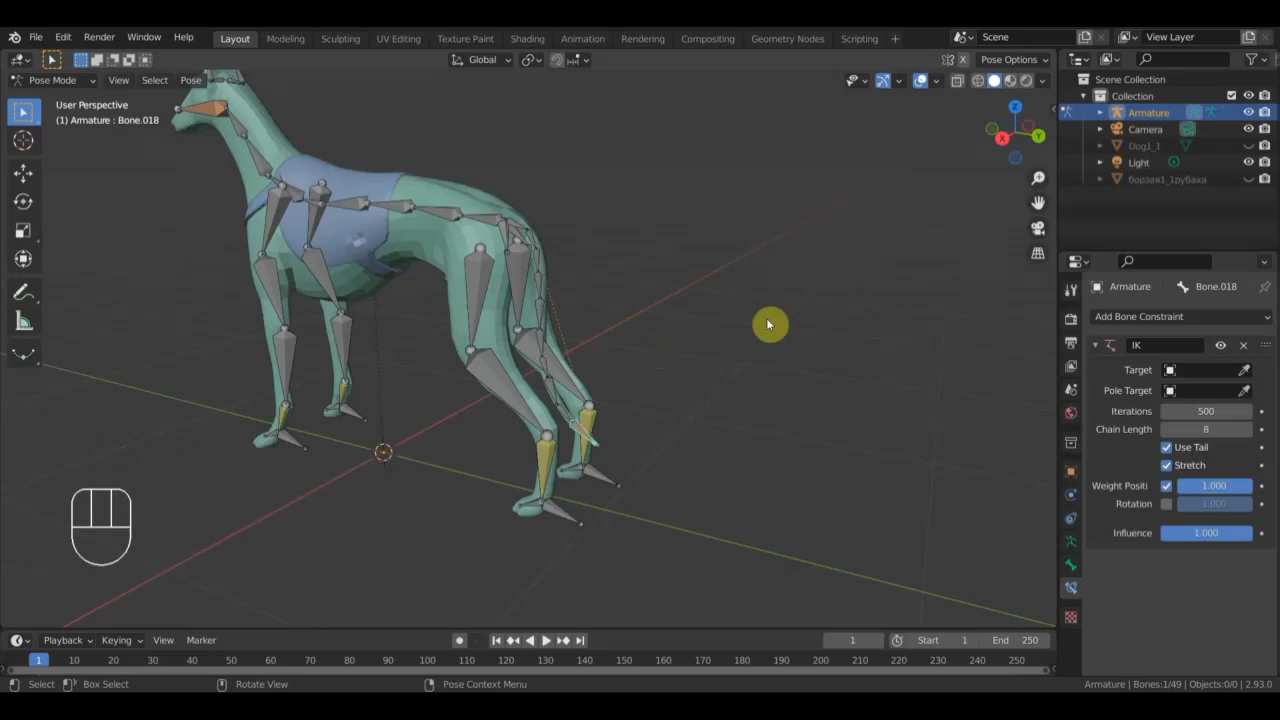 File Edit Render Window Help Layout Modeling Sculpting UV Editing Texture Paint Shading Animation Rendering Compositing Geometry Nodes Scripting + Scene View Layer
Global Pose Options
Pose Mode View Select Pose
User Perspective
(1) Armature : Bone.018
Z
Y
X
Scene Collection
Collection
Armature
Camera
Dog1_1
Light
борзая1_1рубаха
Armature Bone.018
Add Bone Constraint
IK
Target
Pole Target
Iterations 500
Chain Length 8
Use Tail
Stretch
Weight Positi 1.000
Rotation 1.000
Influence 1.000
Playback Keying View Marker 1 Start 1 End 250
1 10 20 30 40 50 60 70 80 90 100 110 120 130 140 150 160 170 180 190 200 210 220 230 240 250
Select Box Select Rotate View Pose Context Menu Armature | Bones:1/49 | Objects:0/0 | 2.93.0